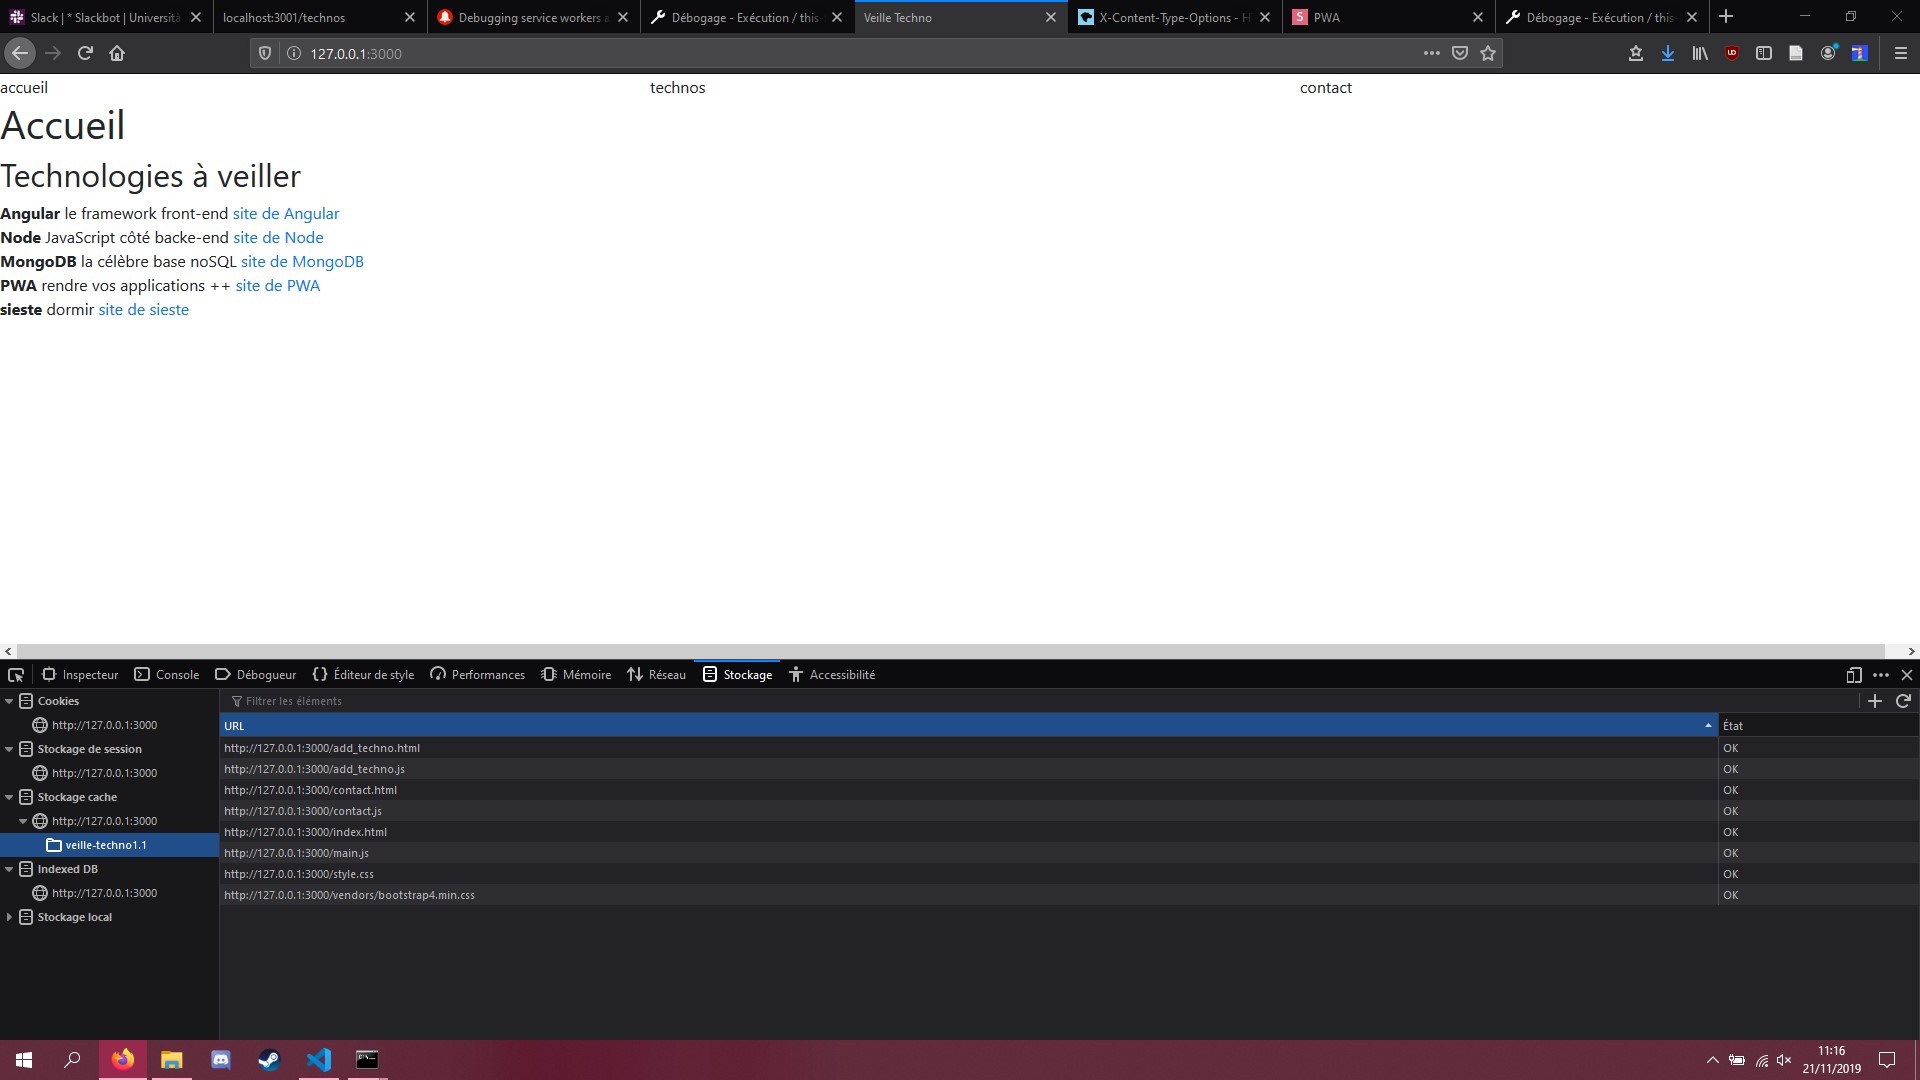 Slack | * Slackbot | Università
localhost:3001/technos
Debugging service workers a
Débogage - Exécution / this-
Veille Techno
X-Content-Type-Options - H
S PWA
Débogage - Exécution / this-
127.0.0.1:3000
accueil
technos
contact
Accueil
Technologies à veiller
Angular le framework front-end site de Angular
Node JavaScript côté backe-end site de Node
MongoDB la célèbre base noSQL site de MongoDB
PWA rendre vos applications ++ site de PWA
sieste dormir site de sieste
Inspecteur Console Débogueur Éditeur de style Performances Mémoire Réseau Stockage Accessibilité
Cookies
http://127.0.0.1:3000
Stockage de session
http://127.0.0.1:3000
Stockage cache
http://127.0.0.1:3000
veille-techno1.1
Indexed DB
http://127.0.0.1:3000
Stockage local
Filtrer les éléments
URL État
http://127.0.0.1:3000/add_techno.html OK
http://127.0.0.1:3000/add_techno.js OK
http://127.0.0.1:3000/contact.html OK
http://127.0.0.1:3000/contact.js OK
http://127.0.0.1:3000/index.html OK
http://127.0.0.1:3000/main.js OK
http://127.0.0.1:3000/style.css OK
http://127.0.0.1:3000/vendors/bootstrap4.min.css OK
11:16
21/11/2019